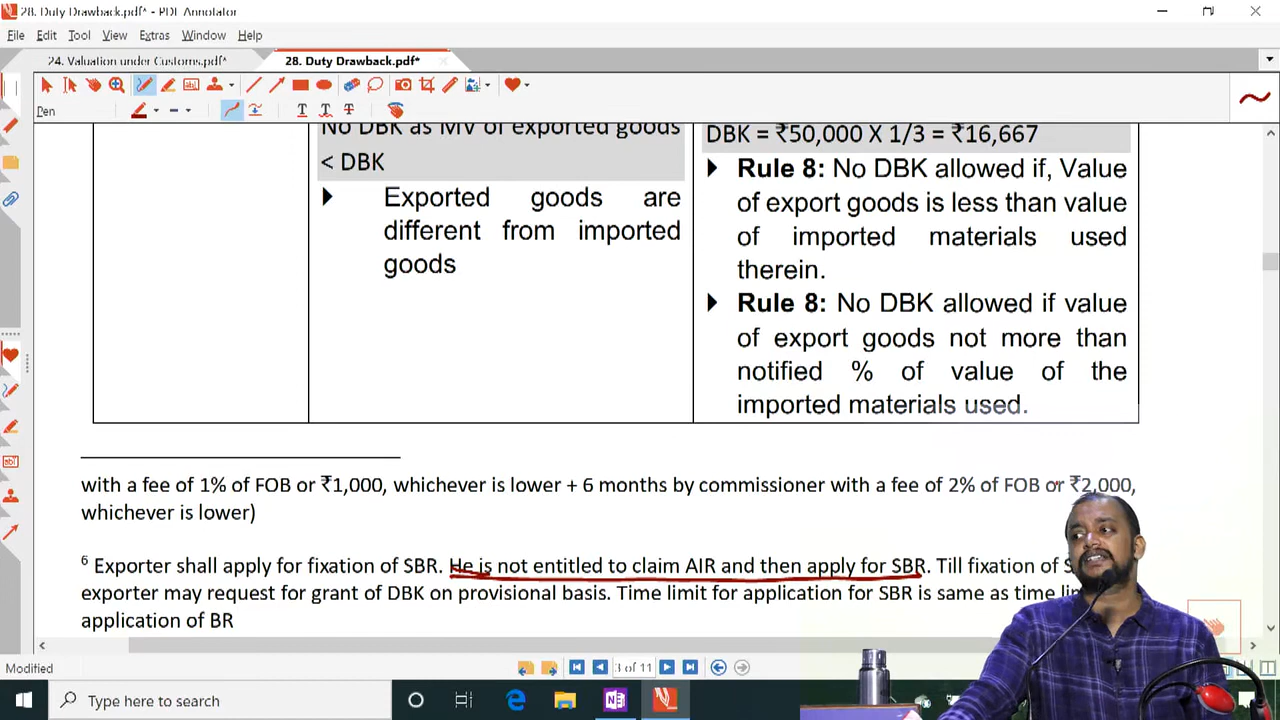 28. Duty Drawback.pdf* - PDF Annotator
File Edit Tool View Extras Window Help
24. Valuation under Customs.pdf* 28. Duty Drawback.pdf*
Pen
No DBK as MV of exported goods
< DBK
Exported goods are
different from imported
goods
DBK = ₹50,000 X 1/3 = ₹16,667
Rule 8: No DBK allowed if, Value
of export goods is less than value
of imported materials used
therein.
Rule 8: No DBK allowed if value
of export goods not more than
notified % of value of the
imported materials used.
with a fee of 1% of FOB or ₹1,000, whichever is lower + 6 months by commissioner with a fee of 2% of FOB or ₹2,000,
whichever is lower)
6 Exporter shall apply for fixation of SBR. He is not entitled to claim AIR and then apply for SBR. Till fixation of
exporter may request for grant of DBK on provisional basis. Time limit for application for SBR is same as time
application of BR
Modified
3 of 11
Type here to search